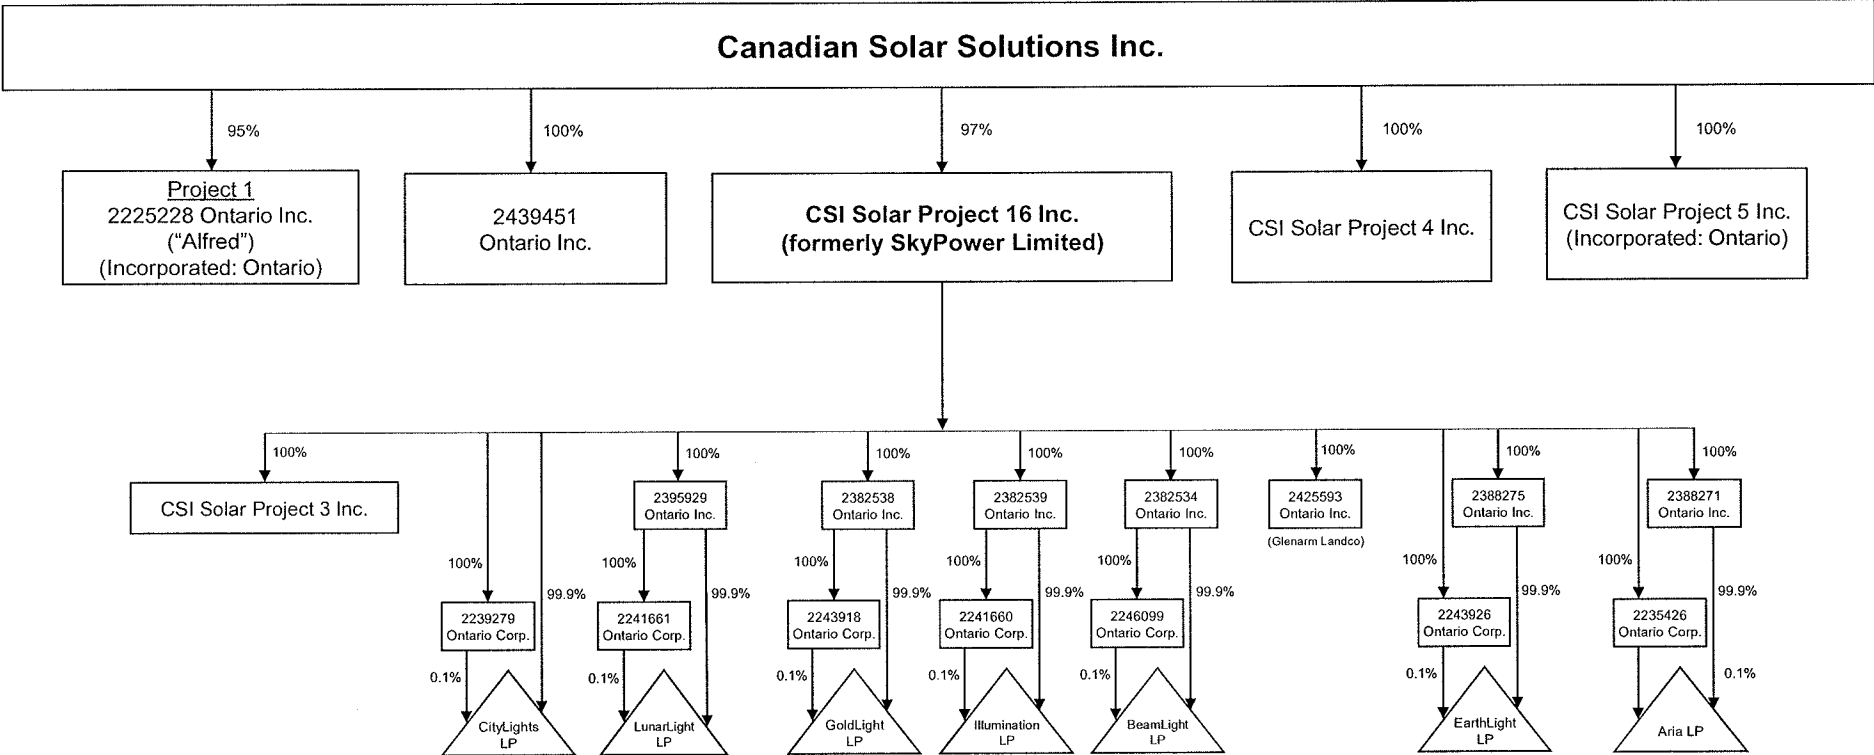 Canadian Solar Solutions Inc.
95%
100%
97%
100%
100%
Project 1
2225228 Ontario Inc.
("Alfred")
(Incorporated: Ontario)
2439451
Ontario Inc.
CSI Solar Project 16 Inc.
(formerly SkyPower Limited)
CSI Solar Project 4 Inc.
CSI Solar Project 5 Inc.
(Incorporated: Ontario)
100%
100%
100%
100%
100%
100%
100%
100%
CSI Solar Project 3 Inc.
2395929
Ontario Inc.
2382538
Ontario Inc.
2382539
Ontario Inc.
2382534
Ontario Inc.
2425593
Ontario Inc.
(Glenarm Landco)
2388275
Ontario Inc.
2388271
Ontario Inc.
100%
99.9%
100%
99.9%
100%
99.9%
100%
99.9%
100%
99.9%
100%
99.9%
100%
99.9%
2239279
Ontario Corp.
2241661
Ontario Corp.
2243918
Ontario Corp.
2241660
Ontario Corp.
2246099
Ontario Corp.
2243926
Ontario Corp.
2235426
Ontario Corp.
0.1%
0.1%
0.1%
0.1%
0.1%
0.1%
0.1%
CityLights
LP
LunarLight
LP
GoldLight
LP
Illumination
LP
BeamLight
LP
EarthLight
LP
Aria LP